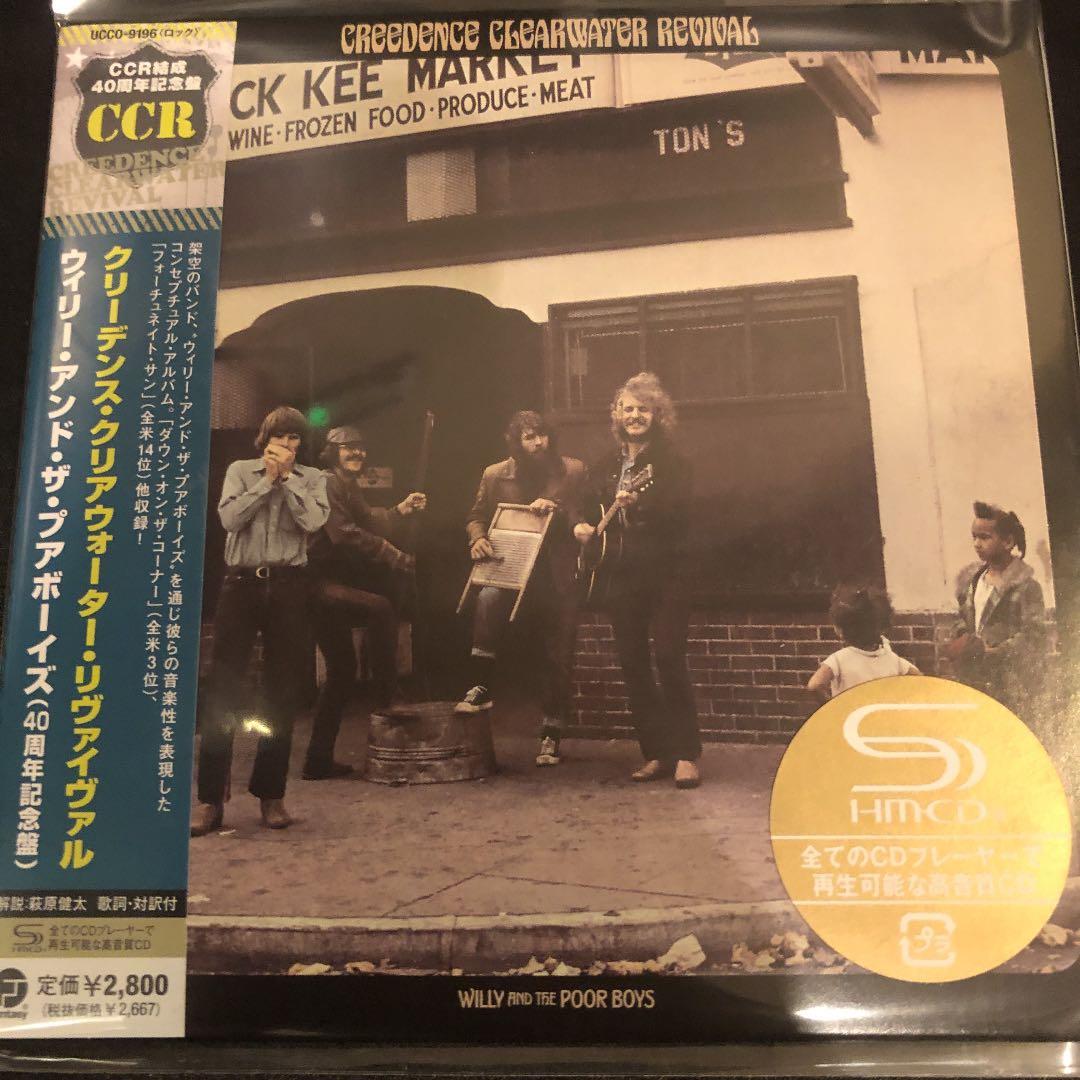 CREEDENCE CLEARWATER REVIVAL
UCCO-9196〈ロック〉
CCR結成
40周年記念盤
CCR
CREEDENCE
CLEARWATER
REVIVAL
クリーデンス・クリアウォーター・リヴァイヴァル
ウィリー・アンド・ザ・プアボーイズ(40周年記念盤)
架空のバンド、“ウィリー・アンド・ザ・プアボーイズ”を通じ彼らの音楽性を表現した
コンセプチュアル・アルバム。「ダウン・オン・ザ・コーナー」(全米3位)、
「フォーチュネイト・サン」(全米14位)他収録!
解説:萩原健太 歌詞・対訳付
SHM-CD
全てのCDプレーヤーで
再生可能な高音質CD
定価¥2,800
(税抜価格¥2,667)
CK KEE MARKET
WINE·FROZEN FOOD·PRODUCE·MEAT
TON'S
MAR
SHM-CD
全てのCDプレーヤーで
再生可能な高音質CD
プラ
WILLY AND THE POOR BOYS